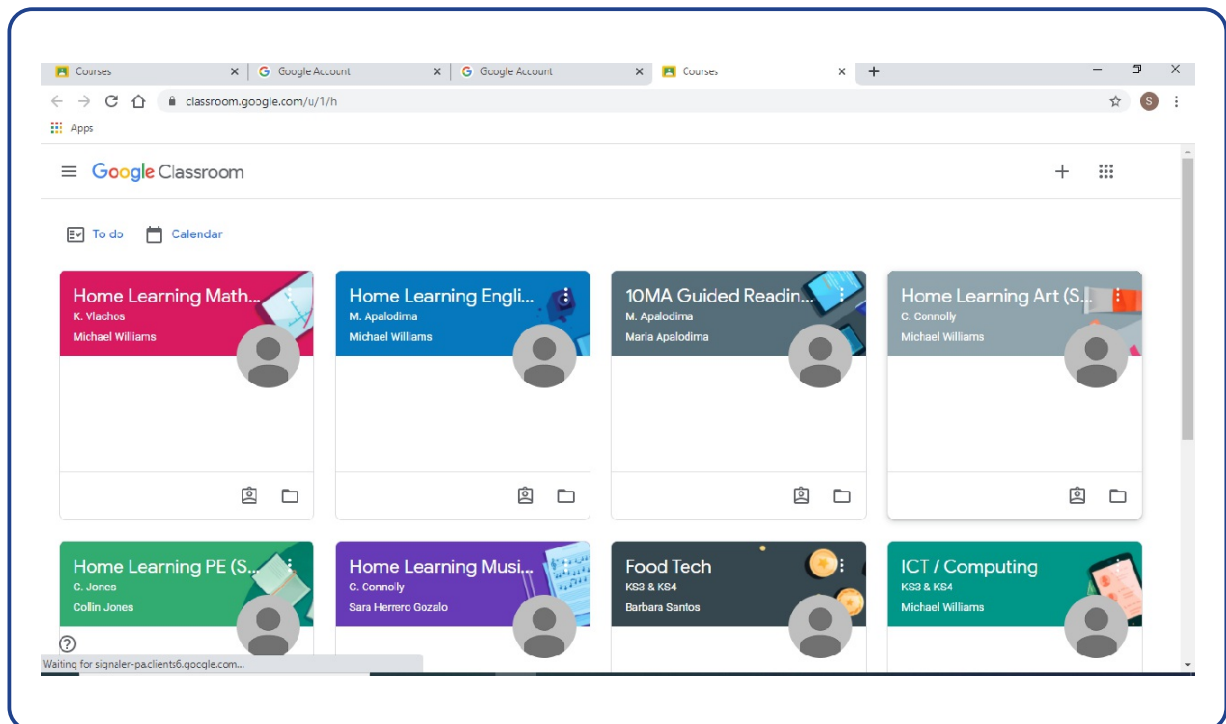 Courses Google Account Google Account Courses
classroom.google.com/u/1/h
S
Apps
Google Classroom
To do Calendar
Home Learning Math...
K. Vlachos
Michael Williams
Home Learning Engli...
M. Apalodima
Michael Williams
10MA Guided Readin...
M. Apalodima
Maria Apalodima
Home Learning Art (S...
C. Connolly
Michael Williams
Home Learning PE (S...
C. Jones
Collin Jones
Home Learning Musi...
C. Connolly
Sara Herrero Gozalo
Food Tech
KS3 & KS4
Barbara Santos
ICT / Computing
KS3 & KS4
Michael Williams
Waiting for signaler-pa.clients6.google.com...